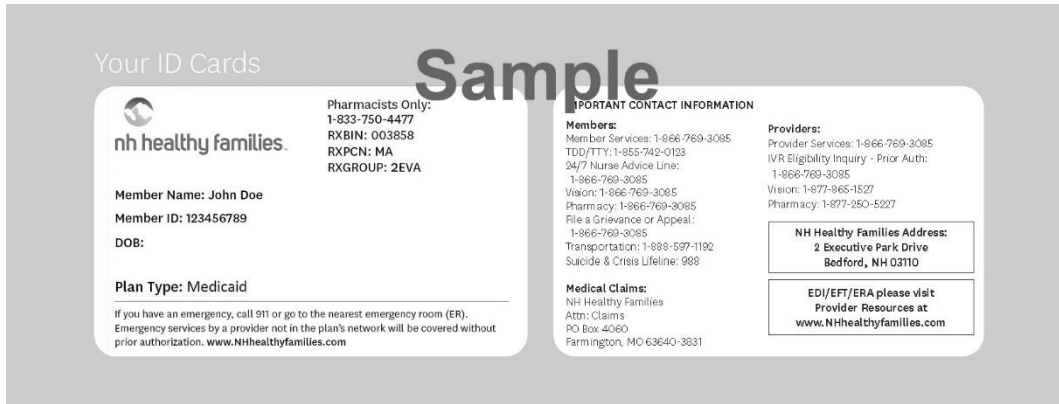 Your ID Cards
Sample
nh healthy families™
Pharmacists Only:
1-833-750-4477
RXBIN: 003858
RXPCN: MA
RXGROUP: 2EVA
Member Name: John Doe
Member ID: 123456789
DOB:
Plan Type: Medicaid
If you have an emergency, call 911 or go to the nearest emergency room (ER).
Emergency services by a provider not in the plan's network will be covered without
prior authorization. www.NHhealthyfamilies.com
IMPORTANT CONTACT INFORMATION
Members:
Member Services: 1-866-769-3085
TDD/TTY: 1-855-742-0123
24/7 Nurse Advice Line:
1-866-769-3085
Vision: 1-866-769-3085
Pharmacy: 1-866-769-3085
File a Grievance or Appeal:
1-866-769-3085
Transportation: 1-888-597-1192
Suicide & Crisis Lifeline: 988
Medical Claims:
NH Healthy Families
Attn: Claims
PO Box 4060
Farmington, MO 63640-3831
Providers:
Provider Services: 1-866-769-3085
IVR Eligibility Inquiry - Prior Auth:
1-866-769-3085
Vision: 1-877-865-1527
Pharmacy: 1-877-250-5227
NH Healthy Families Address:
2 Executive Park Drive
Bedford, NH 03110
EDI/EFT/ERA please visit
Provider Resources at
www.NHhealthyfamilies.com